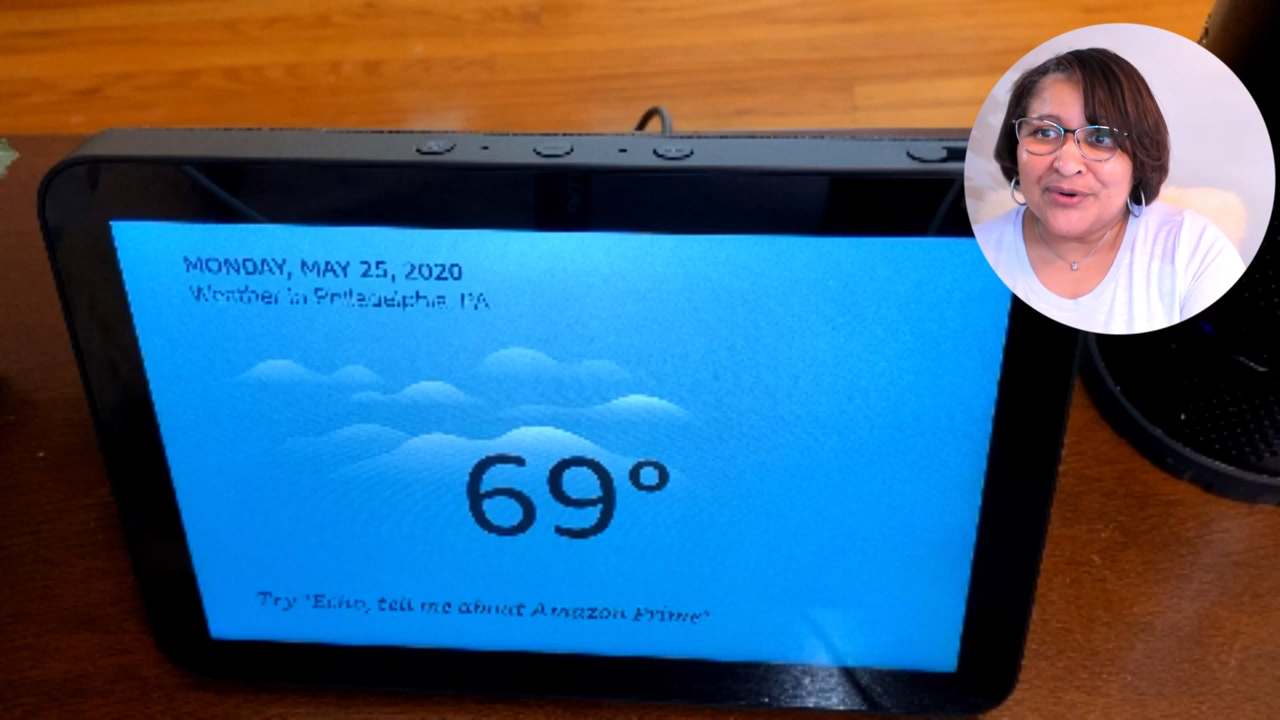 MONDAY, MAY 25, 2020
Weather in Philadelphia, PA
69°
Try "Echo, tell me about Amazon Prime"